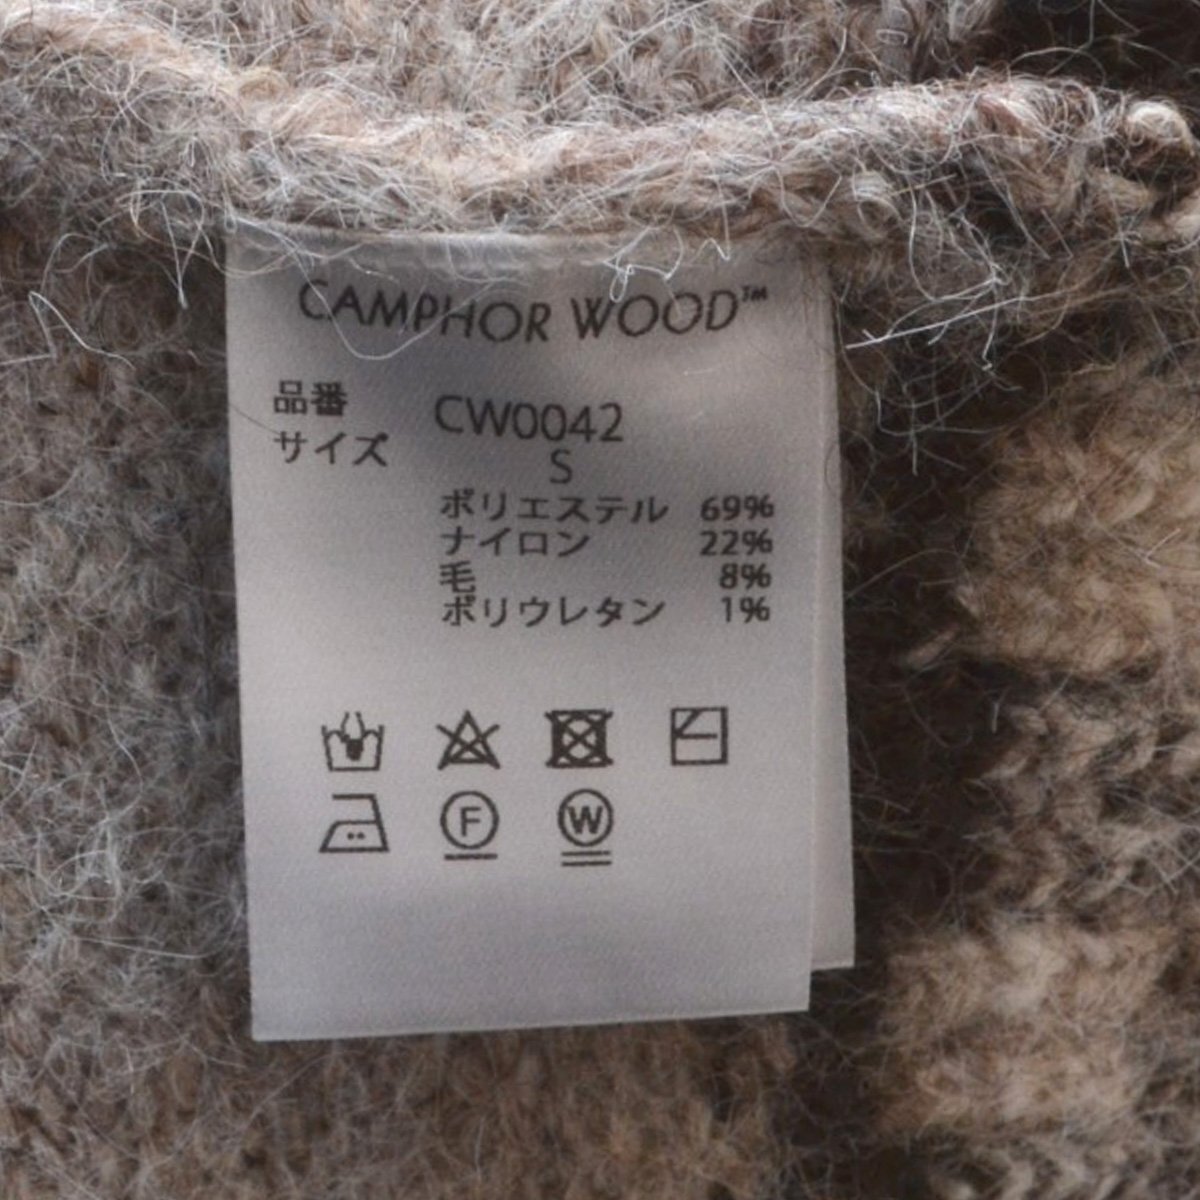 CAMPHOR WOOD™
品番 CW0042
サイズ S
ポリエステル 69%
ナイロン 22%
毛 8%
ポリウレタン 1%
F W